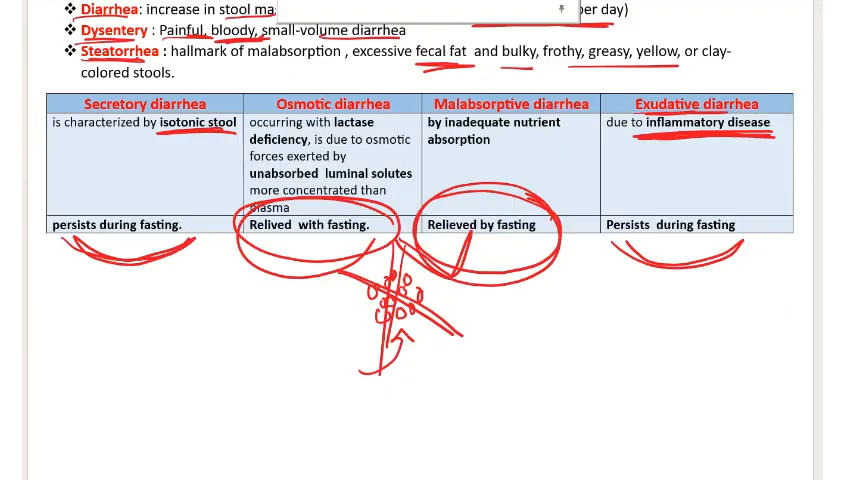 ❖ Diarrhea: increase in stool ma per day)
❖ Dysentery : Painful, bloody, small-volume diarrhea
❖ Steatorrhea : hallmark of malabsorption , excessive fecal fat and bulky, frothy, greasy, yellow, or clay-
colored stools.
Secretory diarrhea
is characterized by isotonic stool
persists during fasting.
Osmotic diarrhea
occurring with lactase
deficiency, is due to osmotic
forces exerted by
unabsorbed luminal solutes
more concentrated than
plasma
Relived with fasting.
Malabsorptive diarrhea
by inadequate nutrient
absorption
Relieved by fasting
Exudative diarrhea
due to inflammatory disease
Persists during fasting